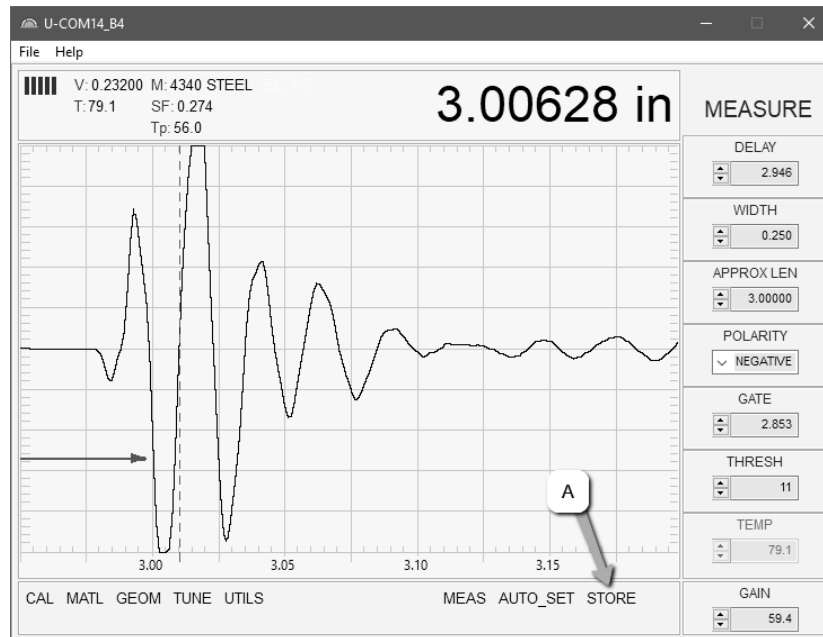 U-COM14_B4
File Help
V: 0.23200 M: 4340 STEEL
T: 79.1 SF: 0.274
Tp: 56.0
3.00628 in
MEASURE
DELAY
2.946
WIDTH
0.250
APPROX LEN
3.00000
POLARITY
NEGATIVE
GATE
2.853
THRESH
11
TEMP
79.1
GAIN
59.4
A
3.00 3.05 3.10 3.15
CAL MATL GEOM TUNE UTILS MEAS AUTO_SET STORE